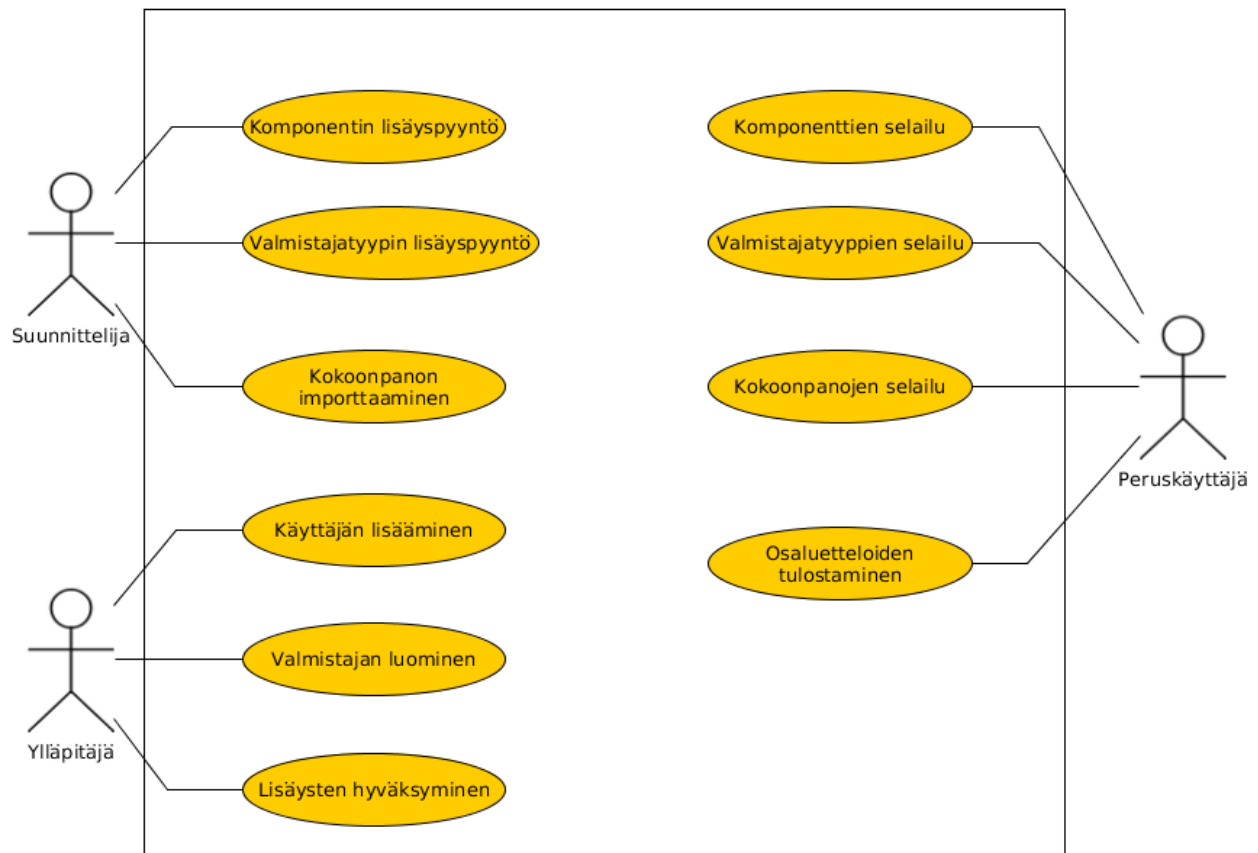 Komponentin lisäyspyyntö
Komponenttien selailu
Valmistajatyypin lisäyspyyntö
Valmistajatyyppien selailu
Suunnittelija
Kokoonpanon
importtaaminen
Kokoonpanojen selailu
Peruskäyttäjä
Käyttäjän lisääminen
Osaluetteloiden
tulostaminen
Valmistajan luominen
Ylläpitäjä
Lisäysten hyväksyminen